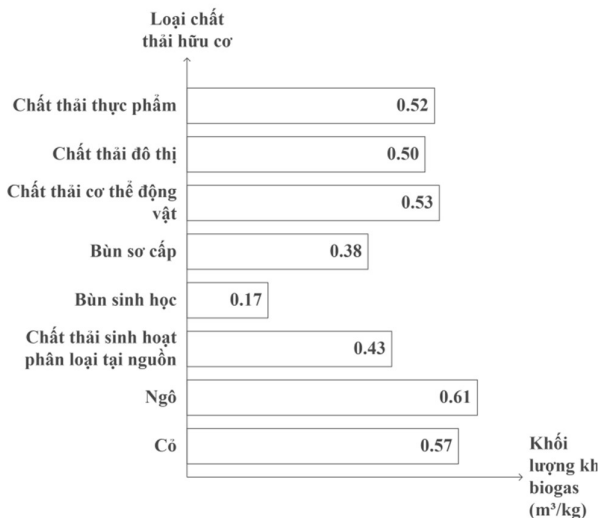 Loại chất
thải hữu cơ
Chất thải thực phẩm
0.52
Chất thải đô thị
0.50
Chất thải cơ thể động
vật
0.53
Bùn sơ cấp
0.38
Bùn sinh học
0.17
Chất thải sinh hoạt
phân loại tại nguồn
0.43
Ngô
0.61
Cỏ
0.57
Khối
lượng kh
biogas
(m³/kg)